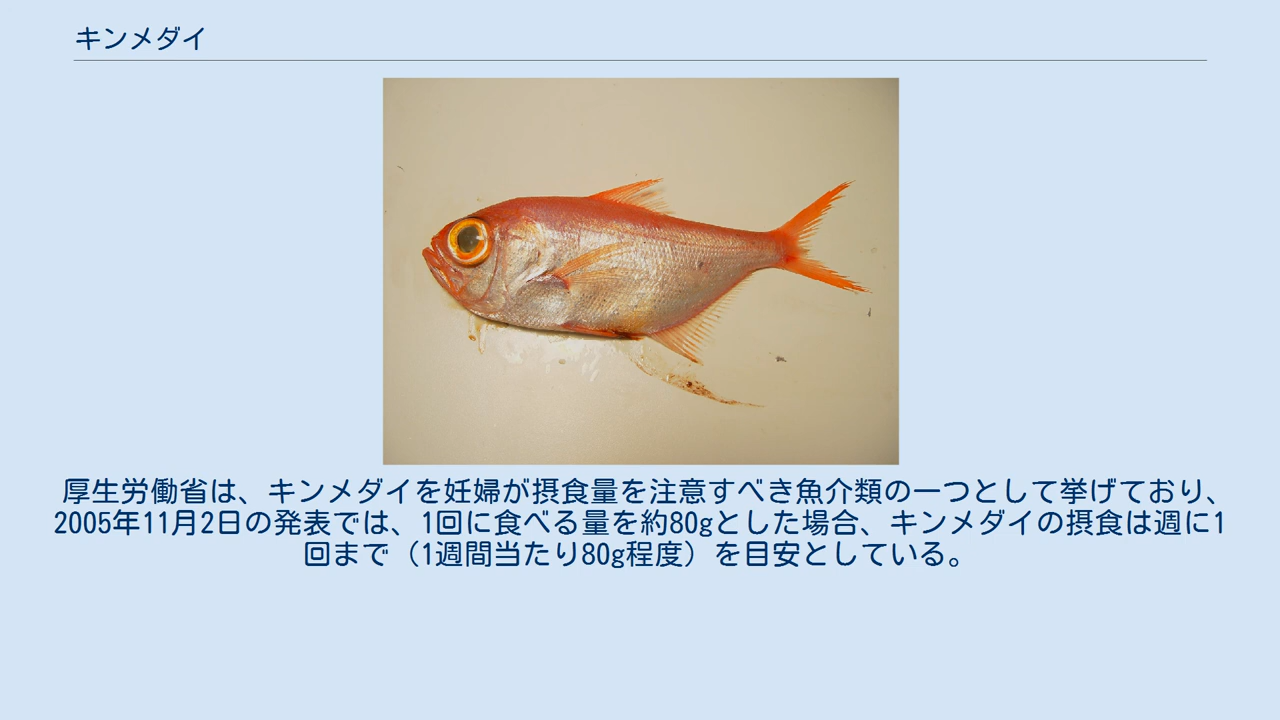 キンメダイ
厚生労働省は、キンメダイを妊婦が摂食量を注意すべき魚介類の一つとして挙げており、
2005年11月2日の発表では、1回に食べる量を約80gとした場合、キンメダイの摂食は週に1
回まで（1週間当たり80g程度）を目安としている。